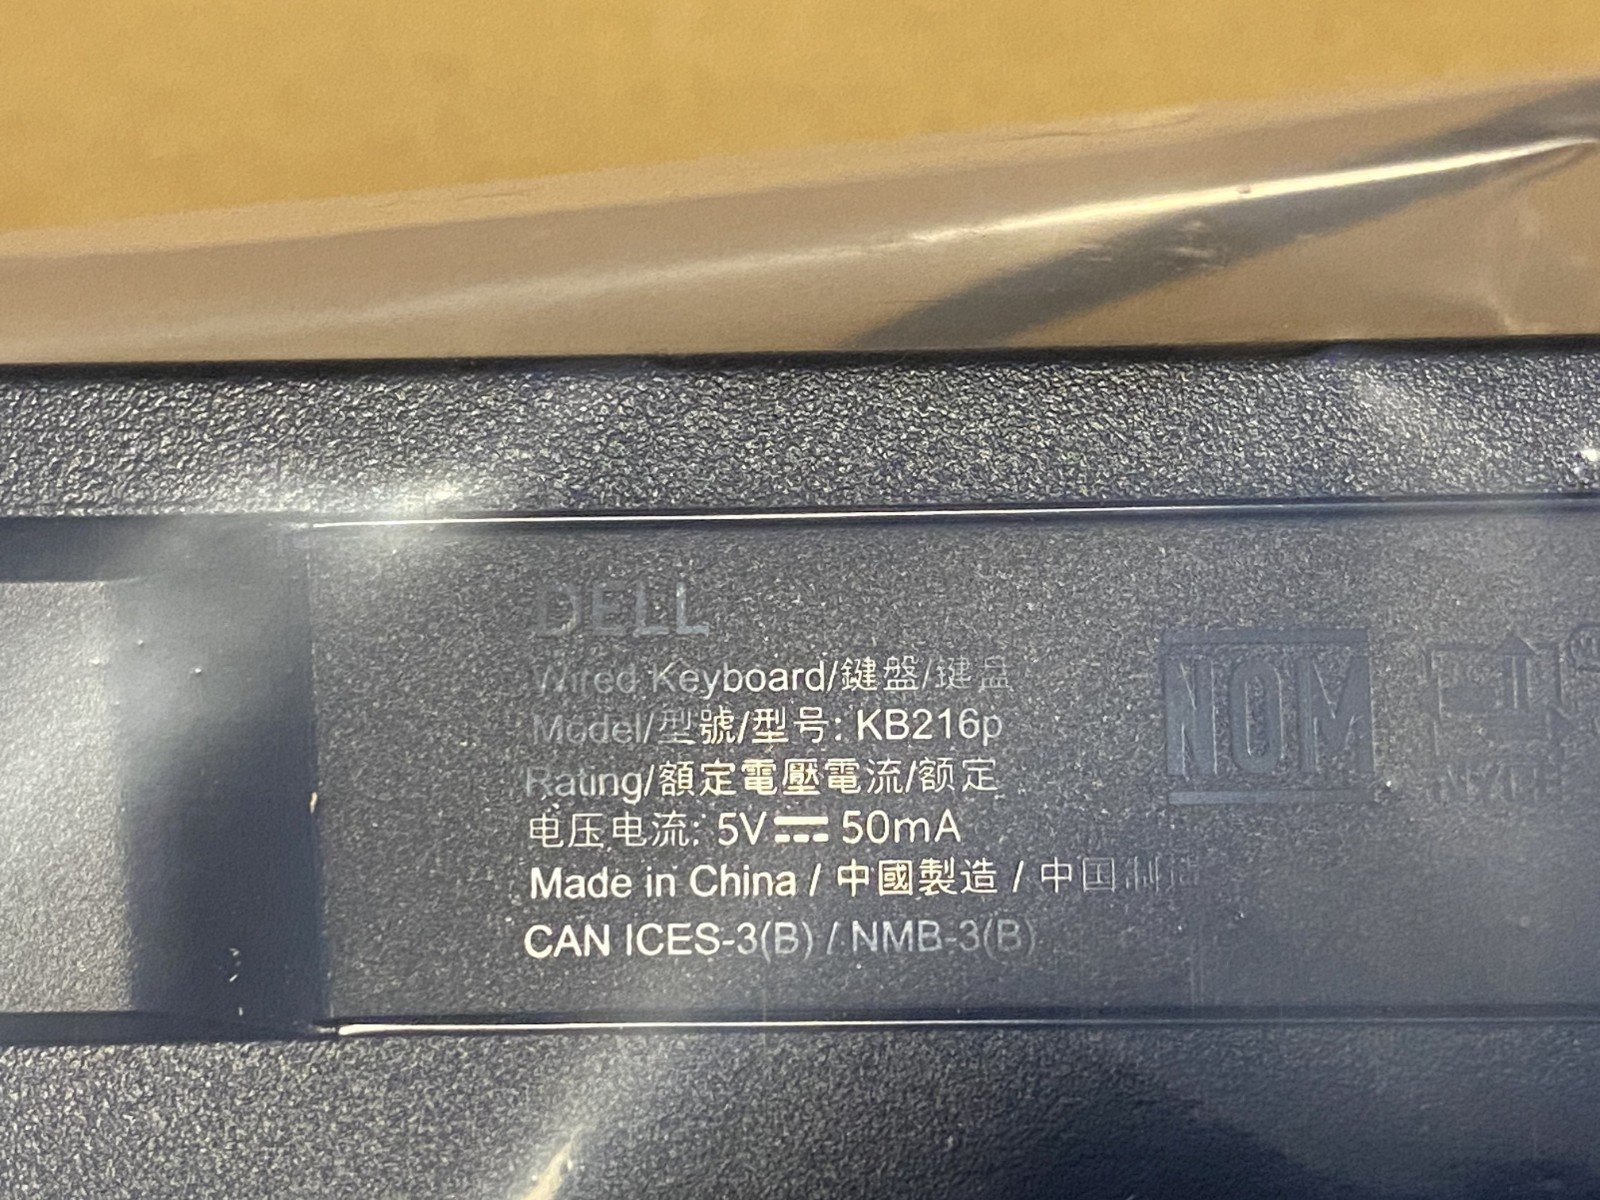 DELL
Wired Keyboard/鍵盤/键盘
Model/型號/型号: KB216p
Rating/額定電壓電流/额定
电压电流: 5V⎓50mA
Made in China / 中國製造 / 中国制造
CAN ICES-3(B) / NMB-3(B)
NOM